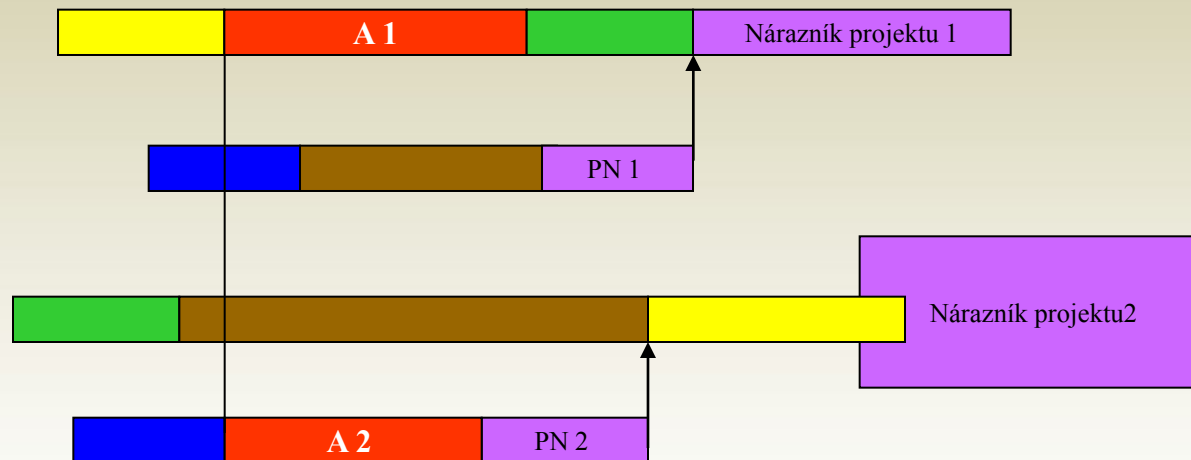 A 1
Nárazník projektu 1
PN 1
Nárazník projektu2
A 2
PN 2